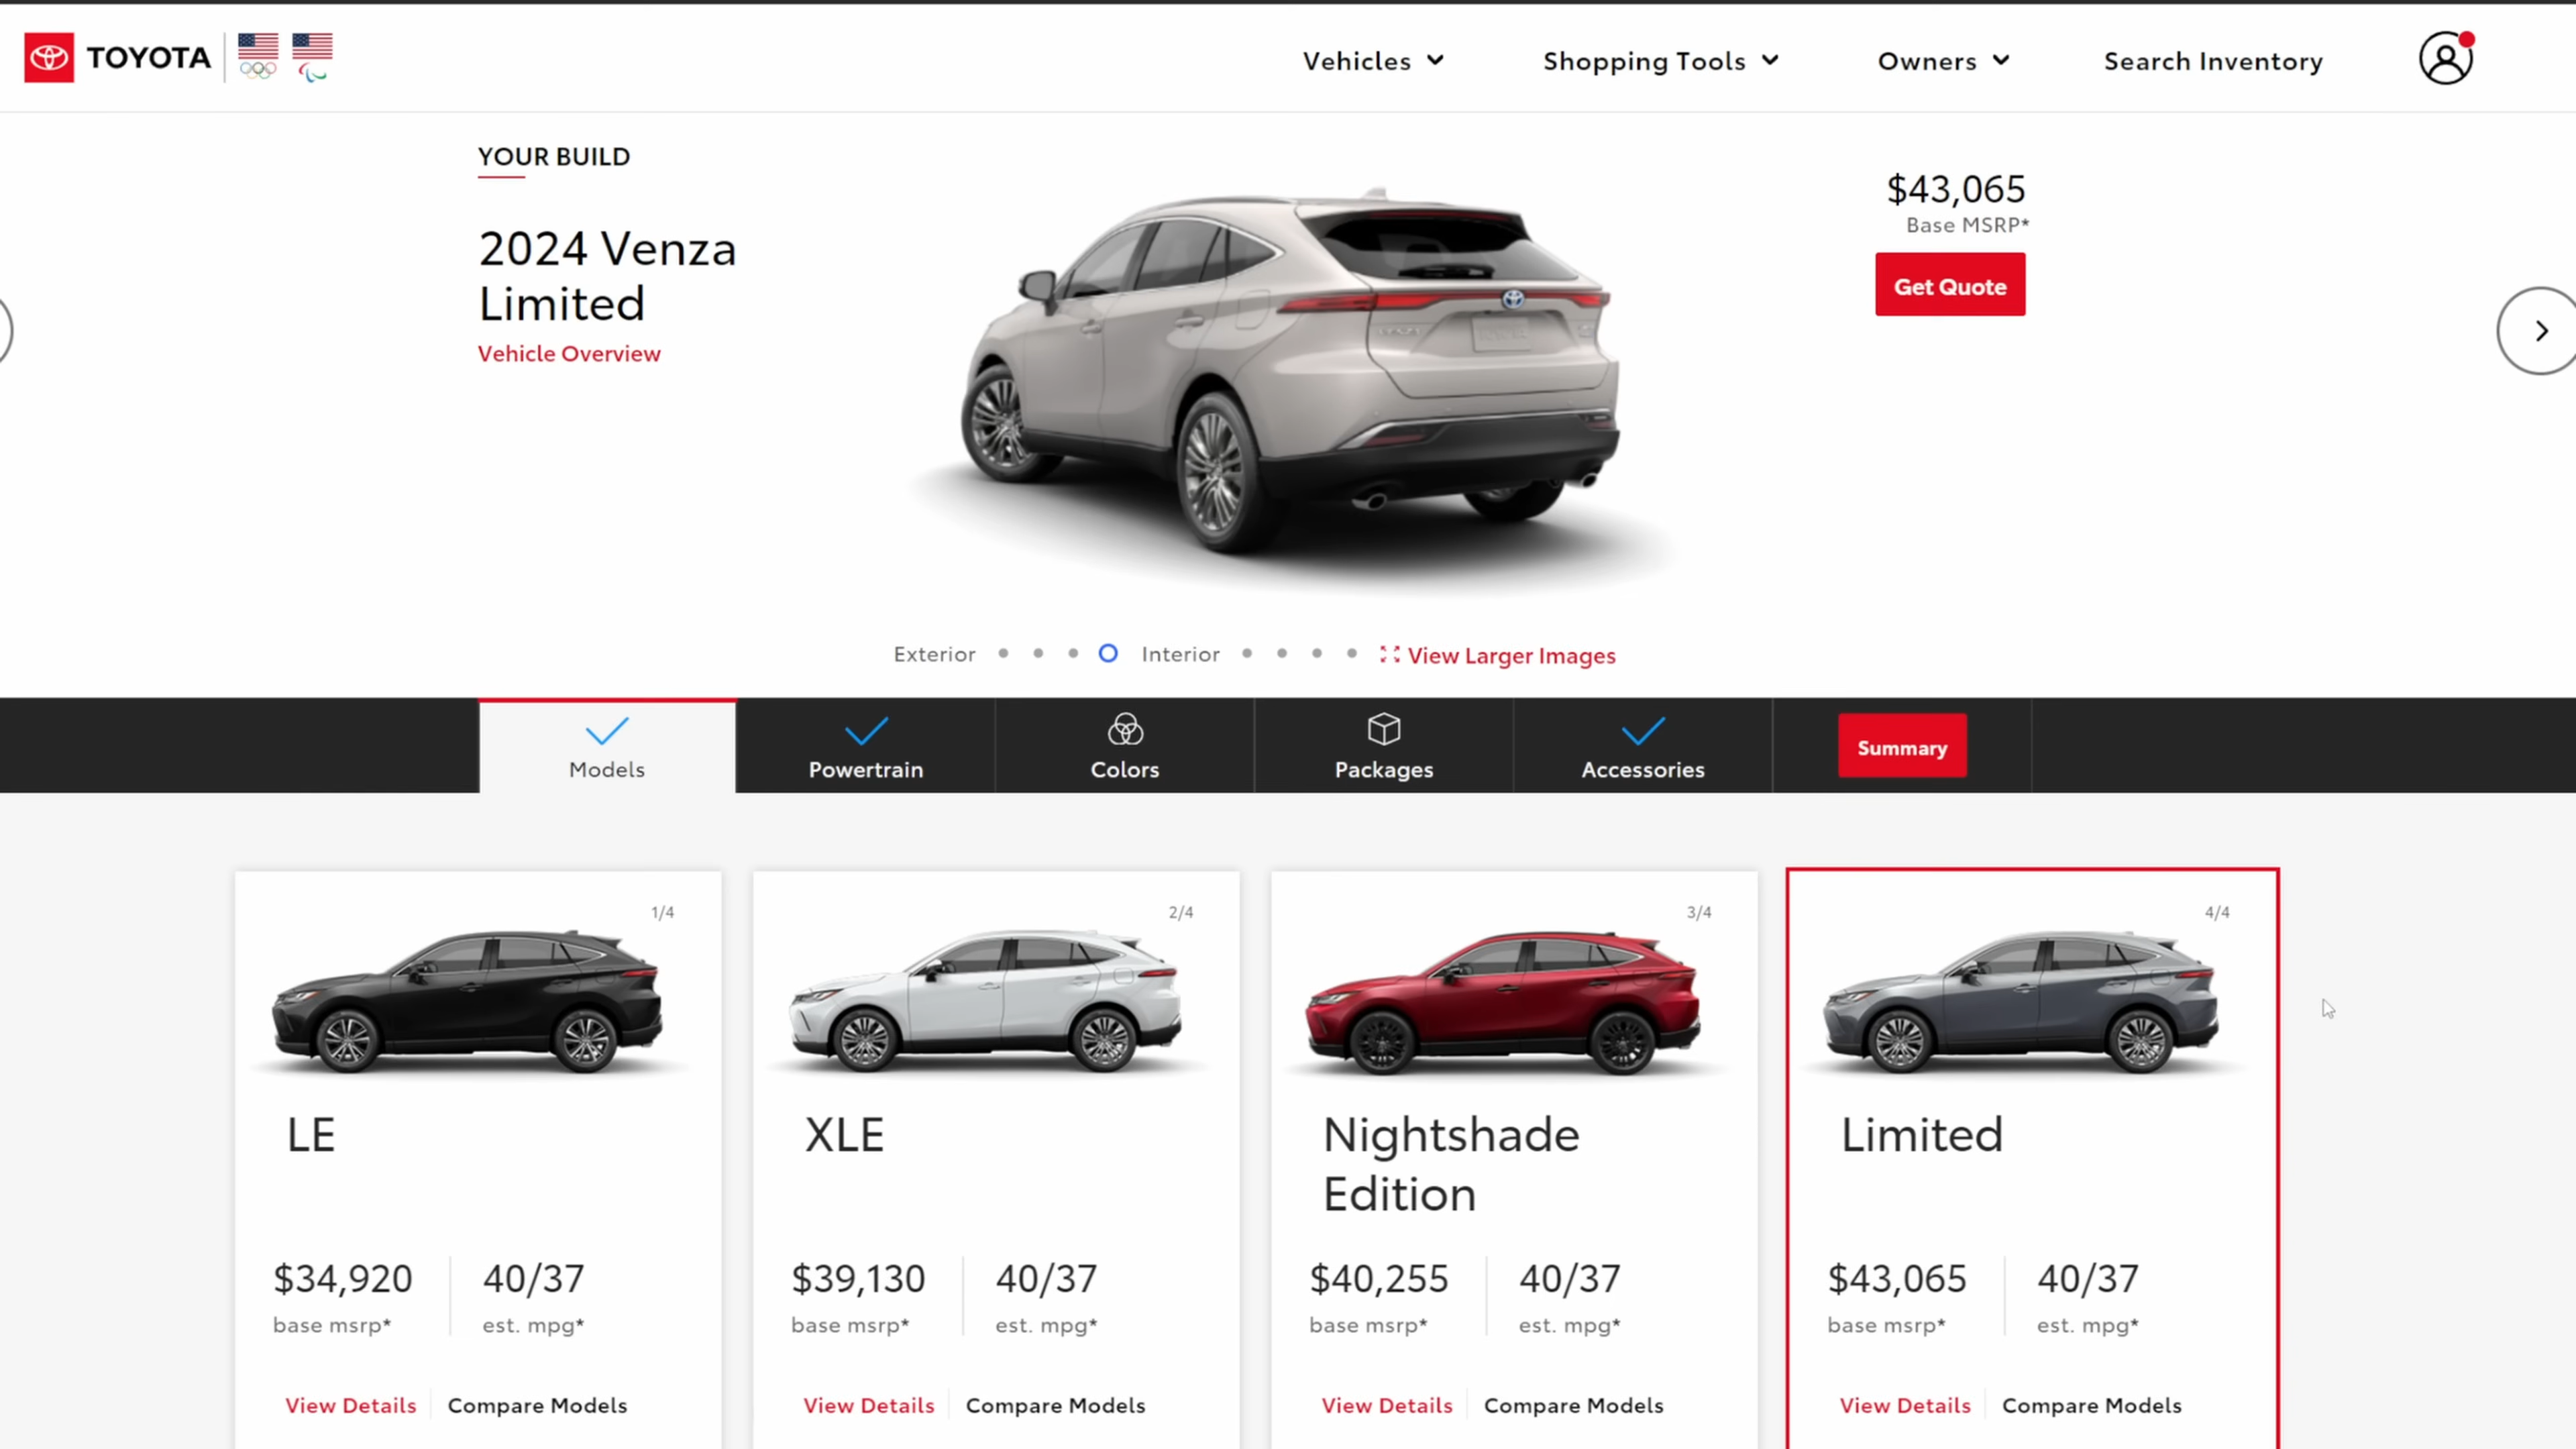 TOYOTA
Vehicles
Shopping Tools
Owners
Search Inventory
YOUR BUILD
2024 Venza
Limited
Vehicle Overview
$43,065
Base MSRP*
Get Quote
Exterior
Interior
View Larger Images
Models
Powertrain
Colors
Packages
Accessories
Summary
1/4
LE
$34,920
base msrp*
40/37
est. mpg*
View Details
Compare Models
2/4
XLE
$39,130
base msrp*
40/37
est. mpg*
View Details
Compare Models
3/4
Nightshade
Edition
$40,255
base msrp*
40/37
est. mpg*
View Details
Compare Models
4/4
Limited
$43,065
base msrp*
40/37
est. mpg*
View Details
Compare Models